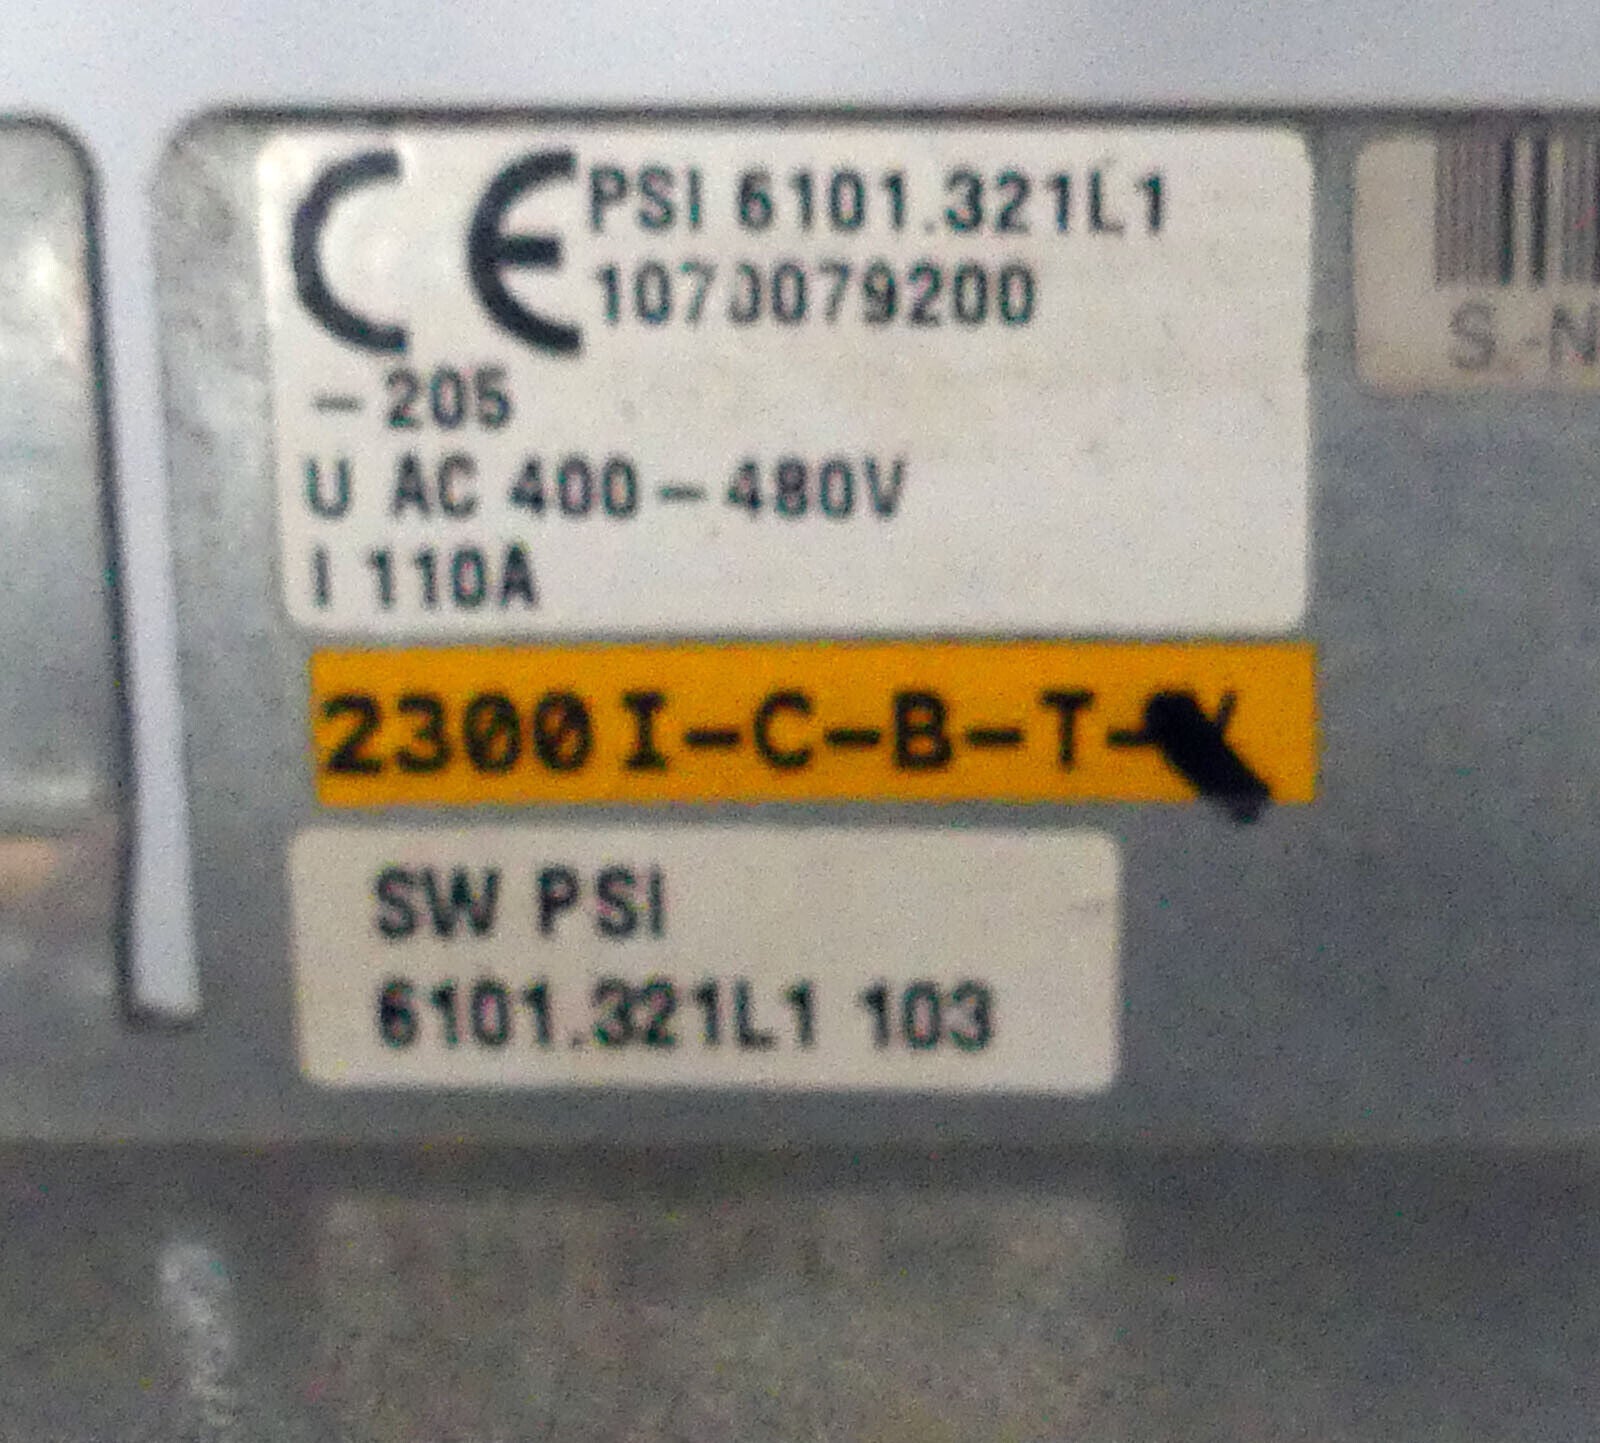 CE PSI 6101.321L1
1070079200
-205
U AC 400-480V
I 110A
2300I-C-B-T-
SW PSI
6101.321L1 103
S.-N